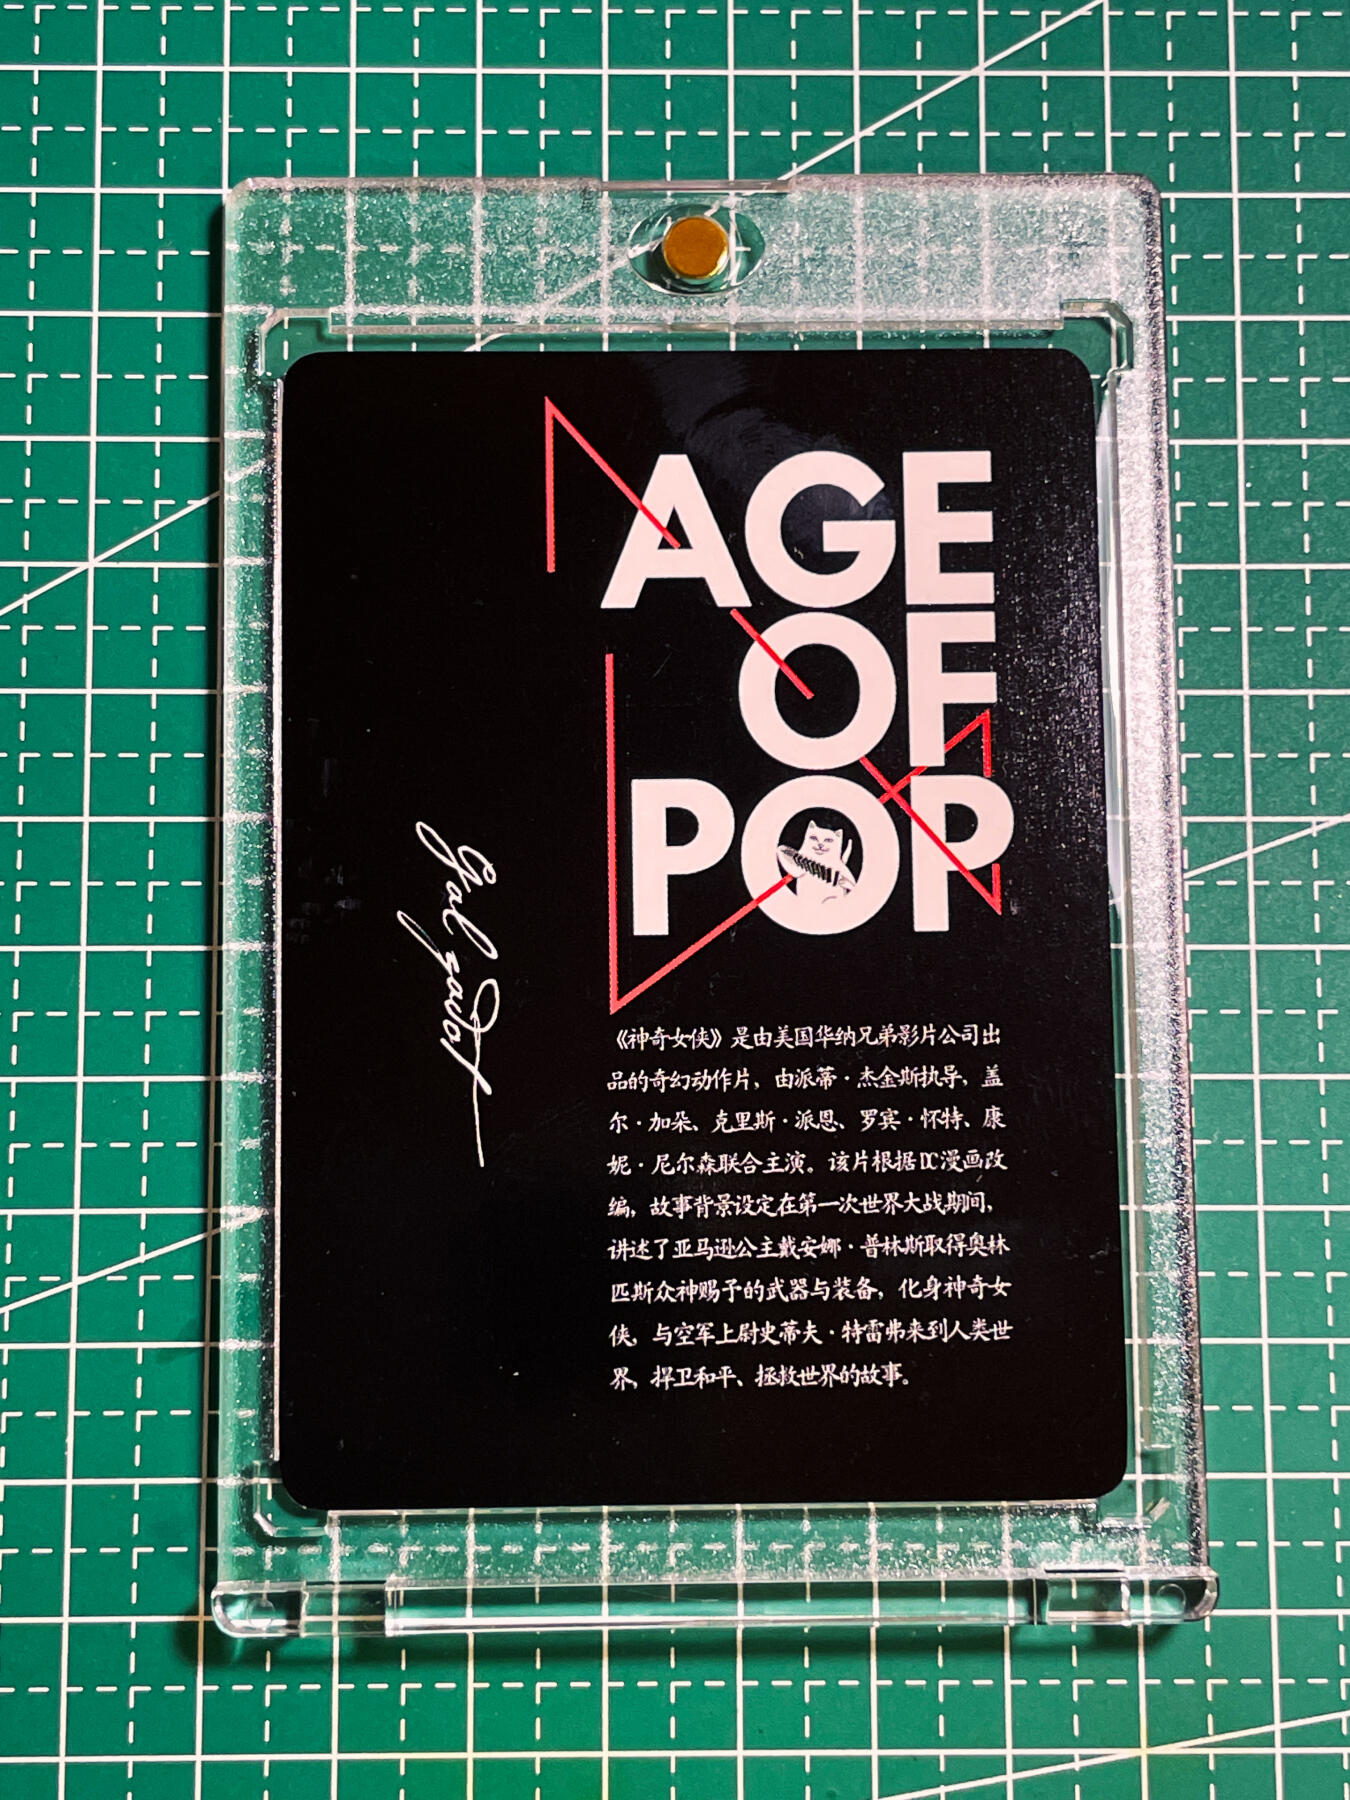 AGE
OF
POP
Gal gadot
《神奇女侠》是由美国华纳兄弟影片公司出
品的奇幻动作片，由派蒂·杰金斯执导，盖
尔·加朵、克里斯·派恩、罗宾·怀特、康
妮·尼尔森联合主演。该片根据DC漫画改
编，故事背景设定在第一次世界大战期间，
讲述了亚马逊公主戴安娜·普林斯取得奥林
匹斯众神赐予的武器与装备，化身神奇女
侠，与空军上尉史蒂夫·特雷弗来到人类世
界，捍卫和平、拯救世界的故事。